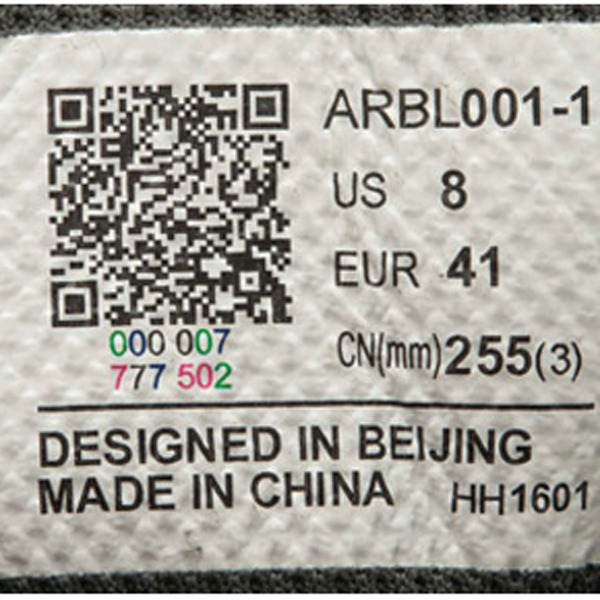 ARBL001-1
US 8
EUR 41
CN(mm)255(3)
000 007
777 502
DESIGNED IN BEIJING
MADE IN CHINA HH1601